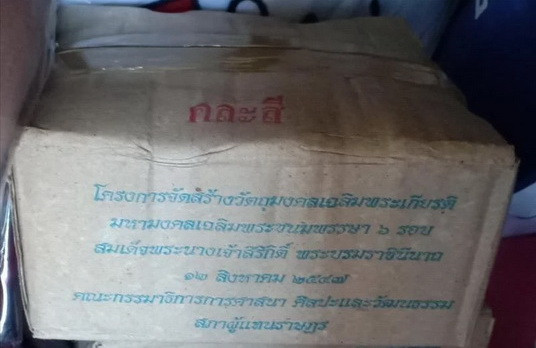 คละสี
โครงการจัดสร้างวัตถุมงคลเฉลิมพระเกียรติ
มหามงคลเฉลิมพระชนมพรรษา ๖ รอบ
สมเด็จพระนางเจ้าสิริกิติ์ พระบรมราชินีนาถ
๑๒ สิงหาคม ๒๕๔๗
คณะกรรมาธิการการศาสนา ศิลปะและวัฒนธรรม
สภาผู้แทนราษฎร